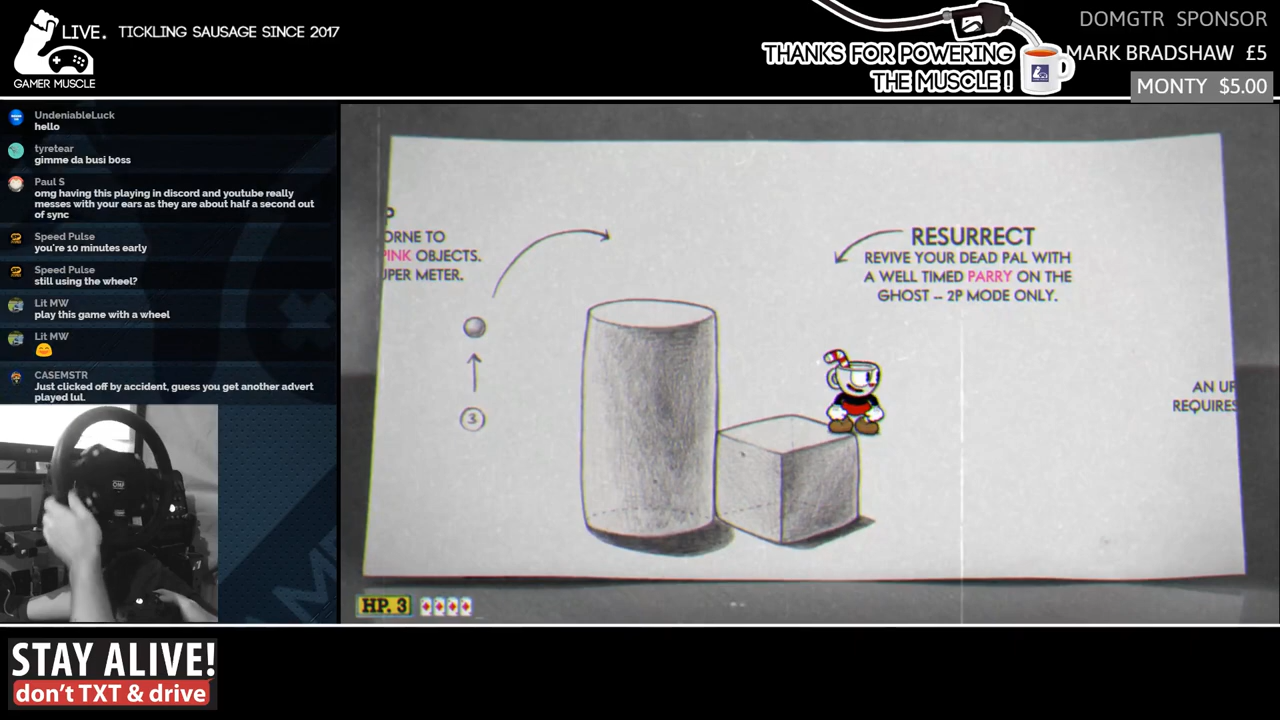 LIVE. TICKLING SAUSAGE SINCE 2017
GAMER MUSCLE
THANKS FOR POWERING
THE MUSCLE !
DOMGTR SPONSOR
MARK BRADSHAW £5
MONTY $5.00
UndeniableLuck
hello
tyretear
gimme da busi boss
Paul S
omg having this playing in discord and youtube really
messes with your ears as they are about half a second out
of sync
Speed Pulse
you're 10 minutes early
Speed Pulse
still using the wheel?
Lit MW
play this game with a wheel
Lit MW
CASEMSTR
Just clicked off by accident, guess you get another advert
played lul.
P
ORNE TO
PINK OBJECTS.
UPER METER.
3
RESURRECT
REVIVE YOUR DEAD PAL WITH
A WELL TIMED PARRY ON THE
GHOST – 2P MODE ONLY.
AN UP
REQUIRES
HP. 3
STAY ALIVE!
don't TXT & drive